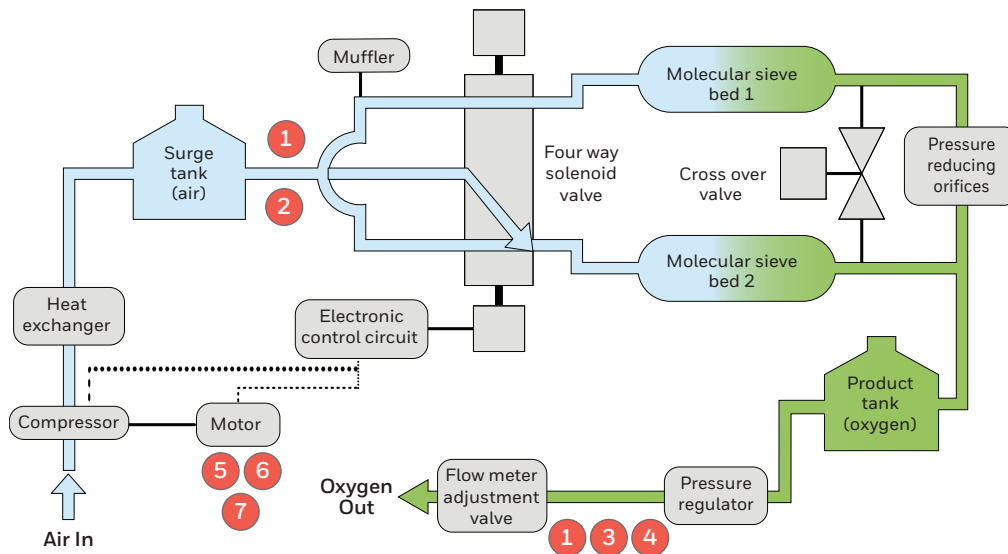 Muffler
Molecular sieve
bed 1
Surge
tank
(air)
1
2
Four way
solenoid
valve
Cross over
valve
Pressure
reducing
orifices
Molecular sieve
bed 2
Heat
exchanger
Electronic
control circuit
Compressor
Motor
5
6
7
Product
tank
(oxygen)
Air In
Oxygen
Out
Flow meter
adjustment
valve
1
3
4
Pressure
regulator